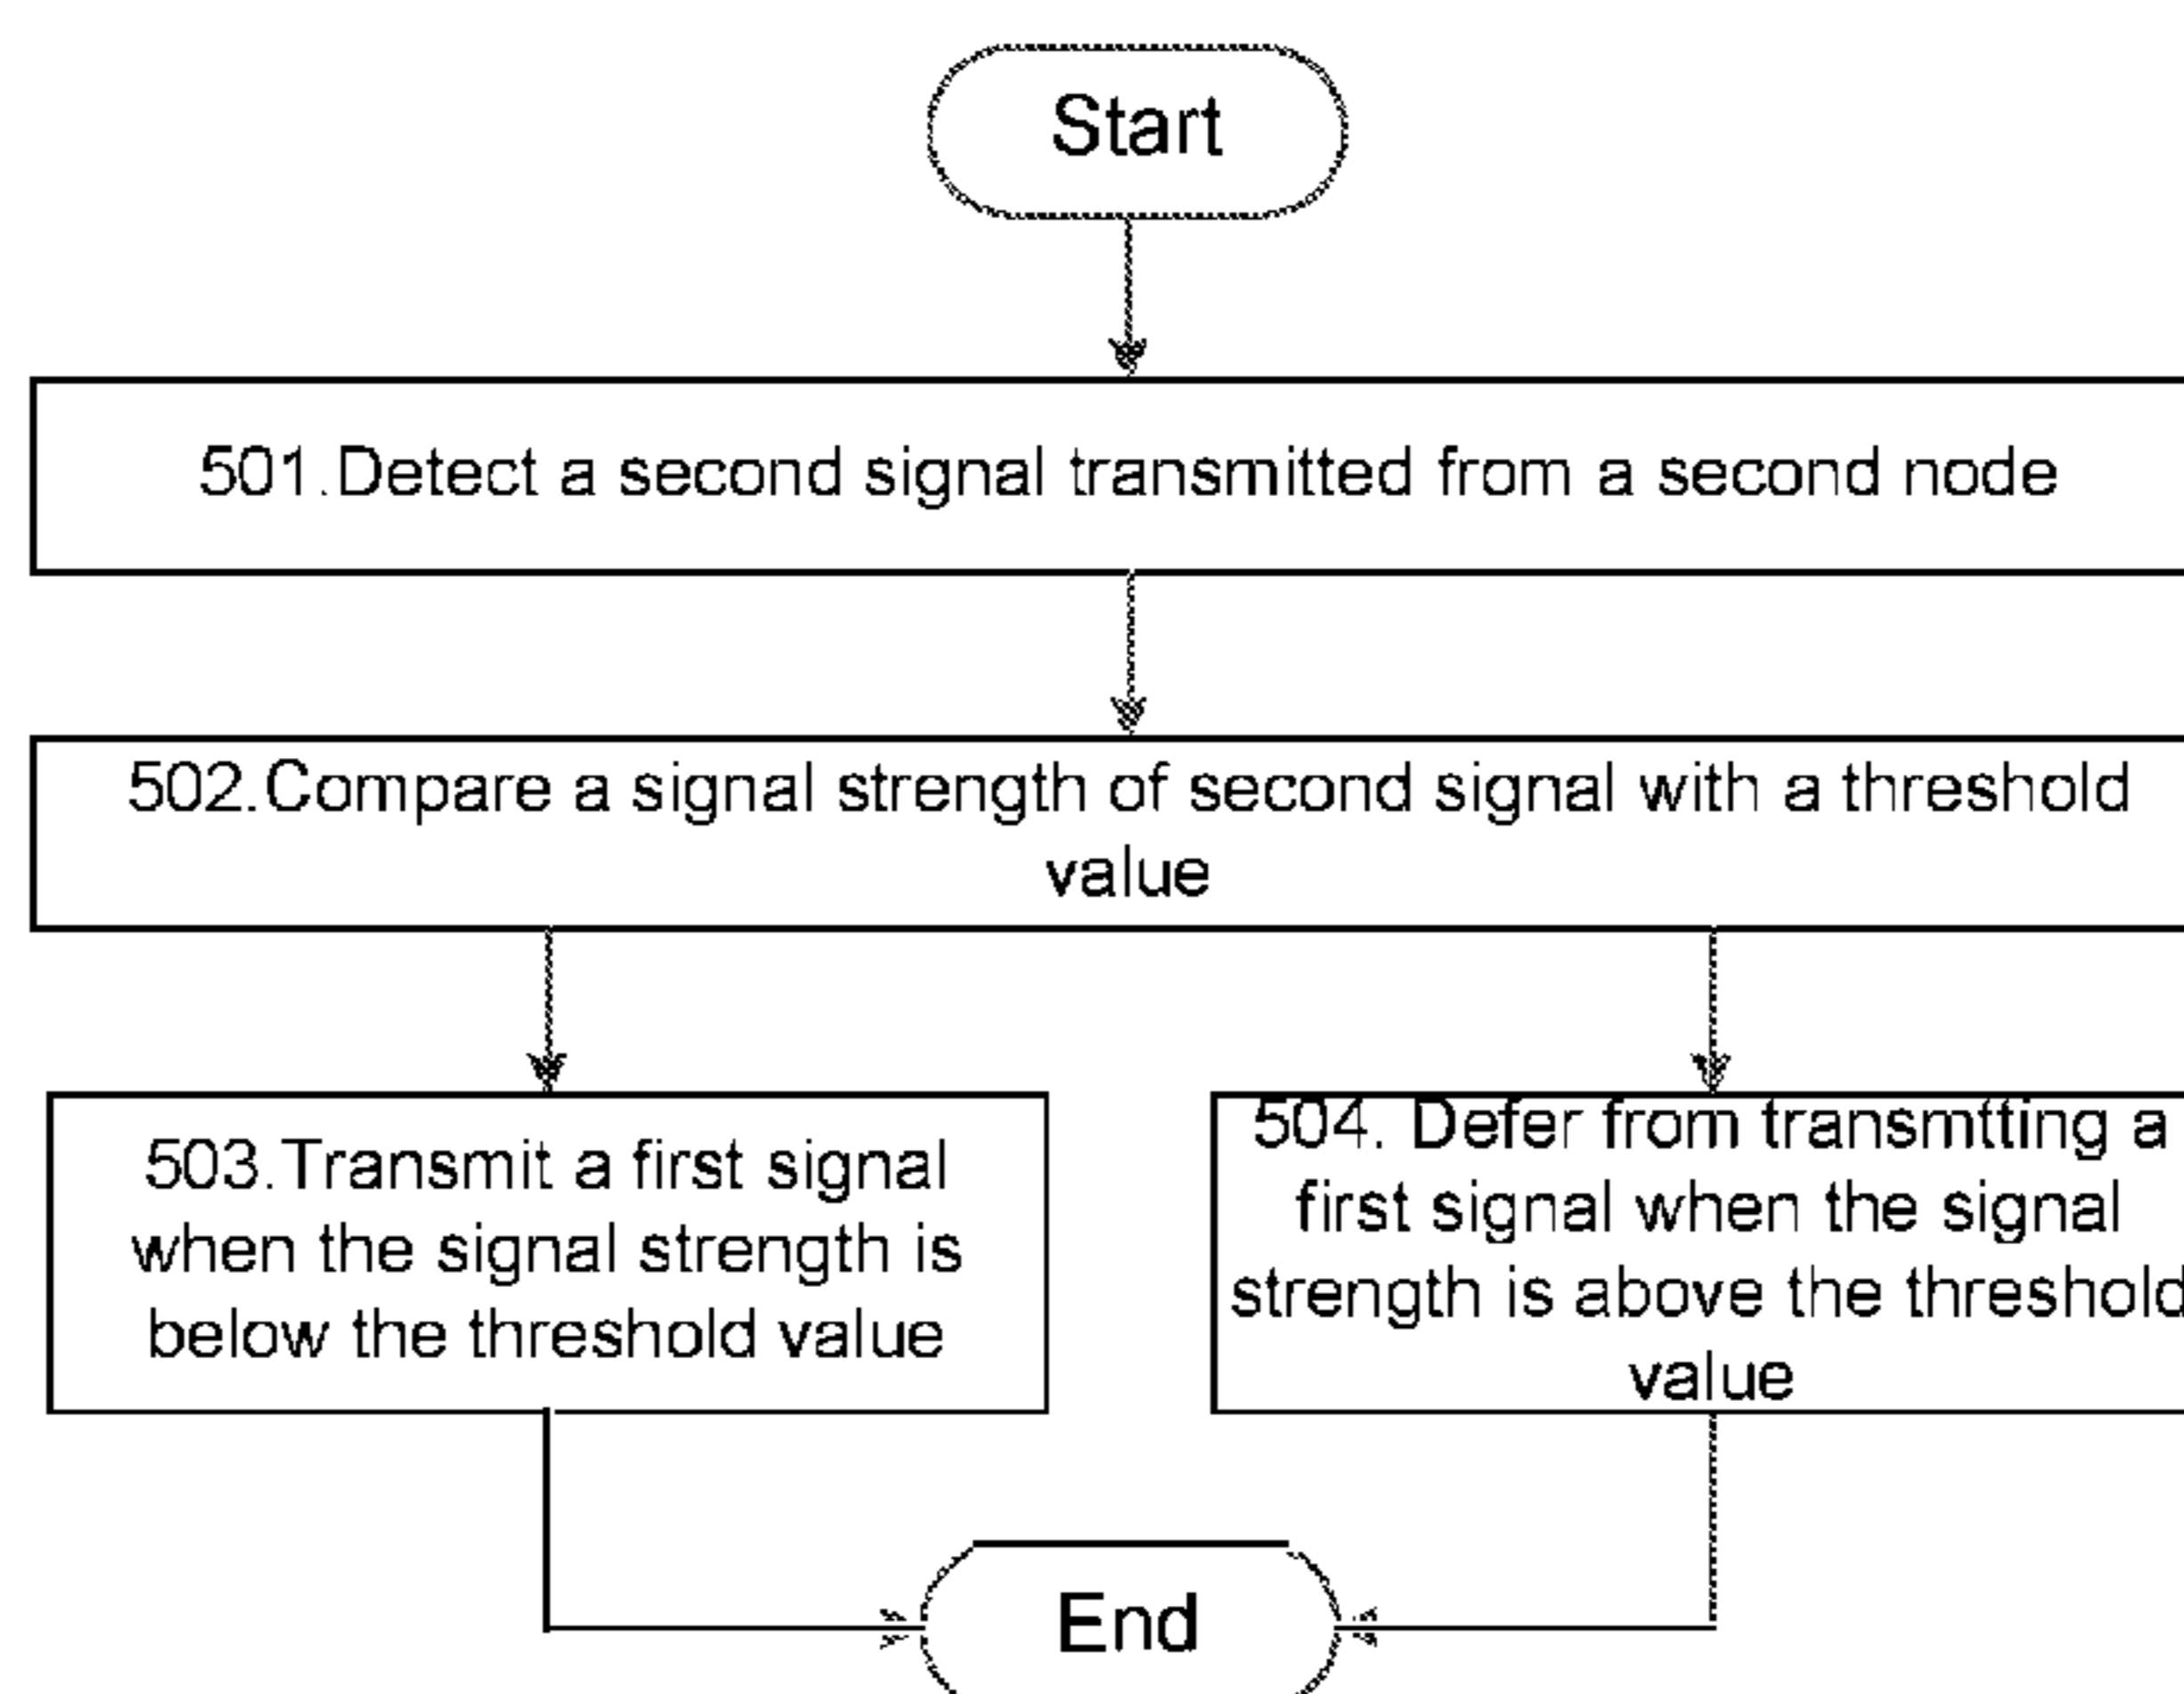 Start
501.Detect a second signal transmitted from a second node
502.Compare a signal strength of second signal with a threshold
value
503.Transmit a first signal
when the signal strength is
below the threshold value
504. Defer from transmtting a
first signal when the signal
strength is above the threshold
value
End